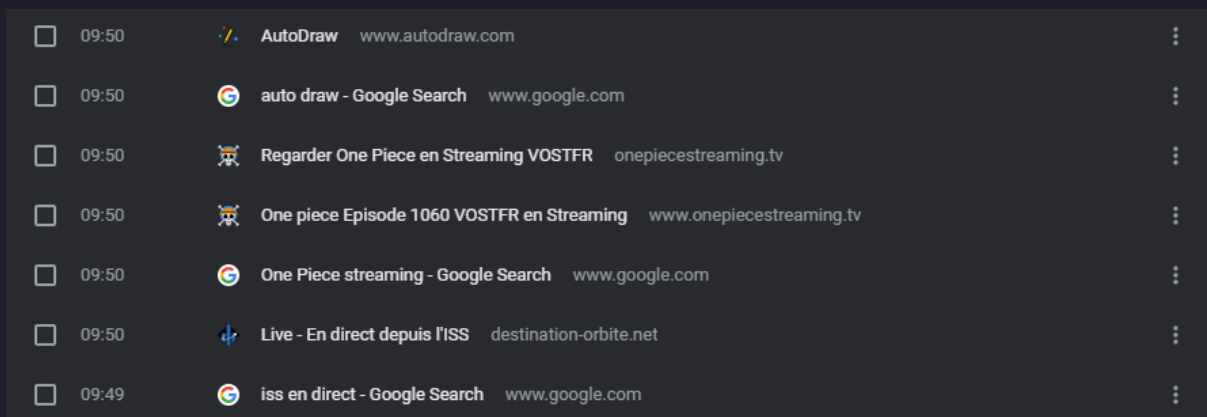 09:50 AutoDraw www.autodraw.com
09:50 auto draw - Google Search www.google.com
09:50 Regarder One Piece en Streaming VOSTFR onepiecestreaming.tv
09:50 One piece Episode 1060 VOSTFR en Streaming www.onepiecestreaming.tv
09:50 One Piece streaming - Google Search www.google.com
09:50 Live - En direct depuis l'ISS destination-orbite.net
09:49 iss en direct - Google Search www.google.com